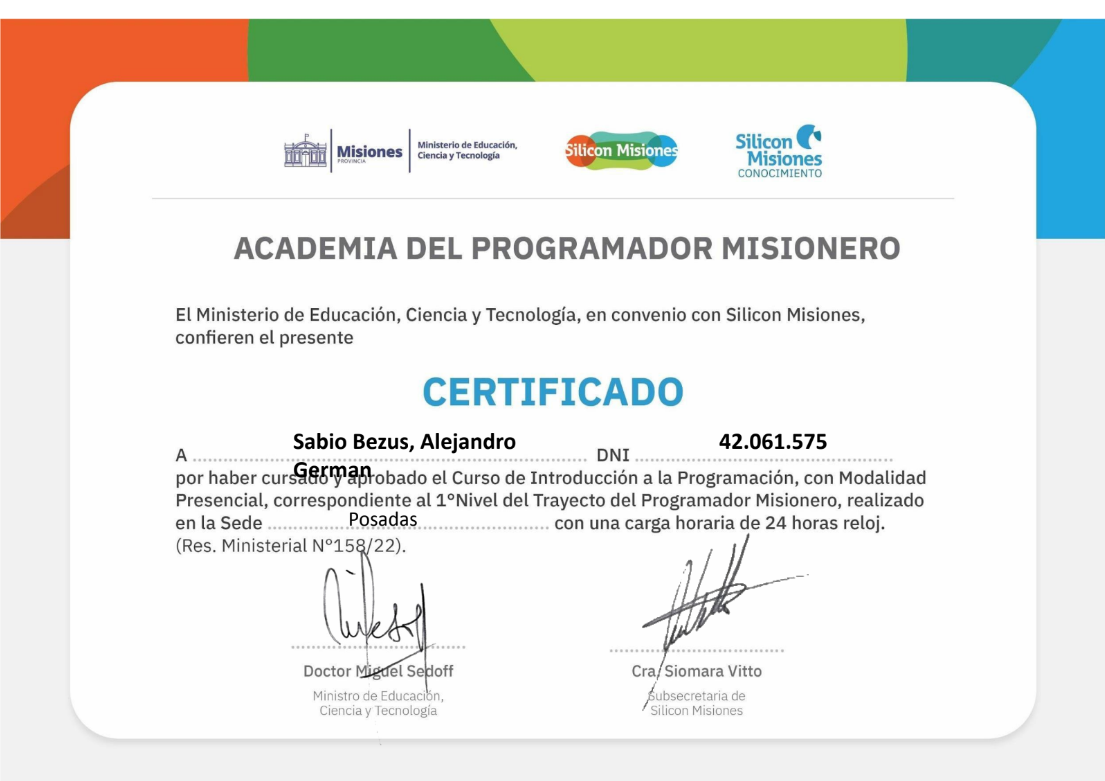 Misiones
PROVINCIA
Ministerio de Educación,
Ciencia y Tecnología
Silicon Misiones
Silicon
Misiones
CONOCIMIENTO
ACADEMIA DEL PROGRAMADOR MISIONERO
El Ministerio de Educación, Ciencia y Tecnología, en convenio con Silicon Misiones,
confieren el presente
CERTIFICADO
A Sabio Bezus, Alejandro DNI 42.061.575
German
por haber cursado y aprobado el Curso de Introducción a la Programación, con Modalidad
Presencial, correspondiente al 1°Nivel del Trayecto del Programador Misionero, realizado
en la Sede Posadas con una carga horaria de 24 horas reloj.
(Res. Ministerial N°158/22).
Doctor Miguel Sedoff
Ministro de Educación,
Ciencia y Tecnología
Cra. Siomara Vitto
Subsecretaria de
Silicon Misiones